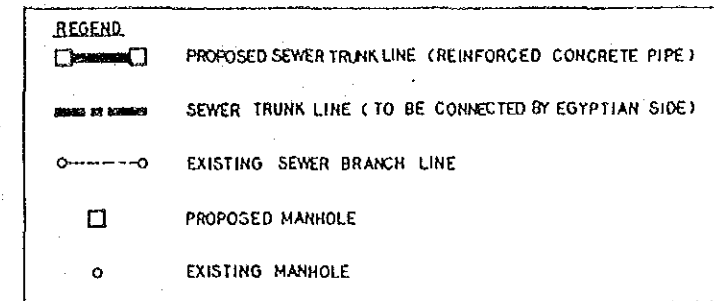 REGEND
PROPOSED SEWER TRUNK LINE (REINFORCED CONCRETE PIPE)
SEWER TRUNK LINE (TO BE CONNECTED BY EGYPTIAN SIDE)
EXISTING SEWER BRANCH LINE
PROPOSED MANHOLE
EXISTING MANHOLE